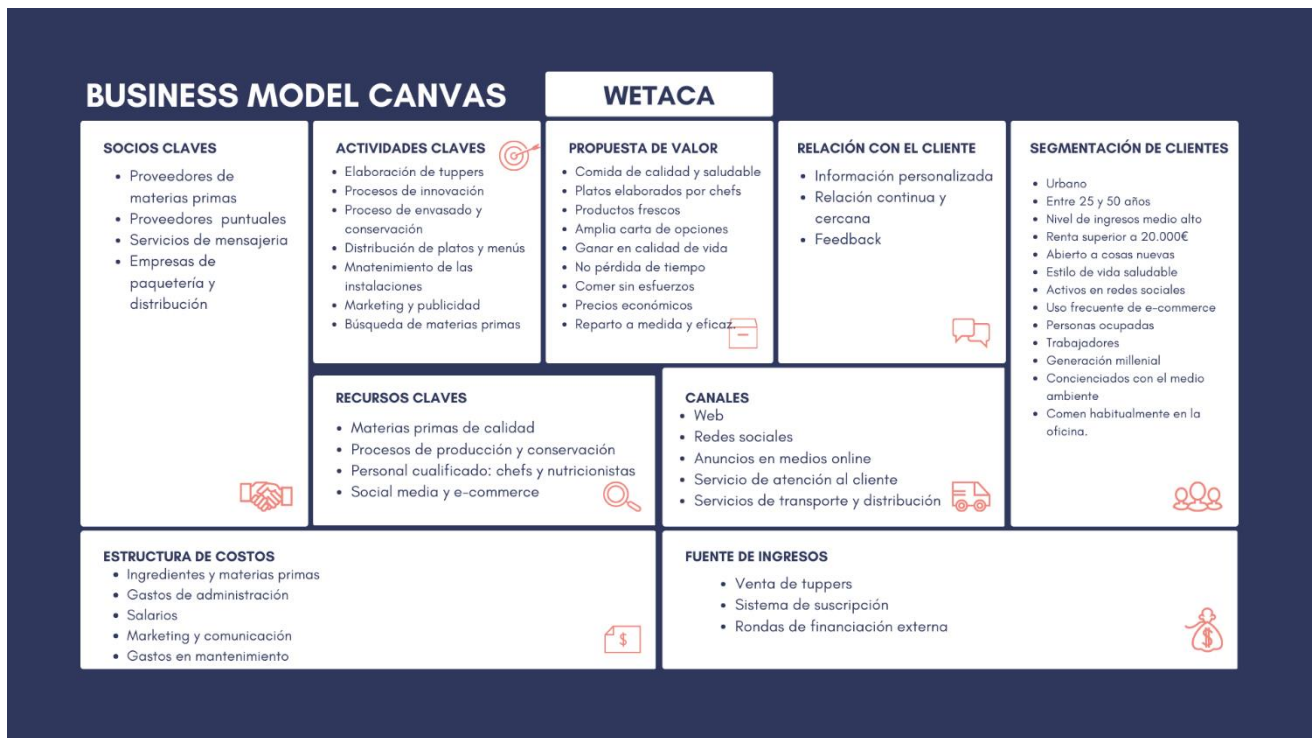 BUSINESS MODEL CANVAS
WETACA
SOCIOS CLAVES
• Proveedores de
materias primas
• Proveedores puntuales
• Servicios de mensajeria
• Empresas de
paquetería y
distribución
ACTIVIDADES CLAVES
• Elaboración de tuppers
• Procesos de innovación
• Proceso de envasado y
conservación
• Distribución de platos y menús
• Mnatenimiento de las
instalaciones
• Marketing y publicidad
• Búsqueda de materias primas
PROPUESTA DE VALOR
• Comida de calidad y saludable
• Platos elaborados por chefs
• Productos frescos
• Amplia carta de opciones
• Ganar en calidad de vida
• No pérdida de tiempo
• Comer sin esfuerzos
• Precios económicos
• Reparto a medida y eficaz.
RELACIÓN CON EL CLIENTE
• Información personalizada
• Relación continua y
cercana
• Feedback
SEGMENTACIÓN DE CLIENTES
• Urbano
• Entre 25 y 50 años
• Nivel de ingresos medio alto
• Renta superior a 20.000€
• Abierto a cosas nuevas
• Estilo de vida saludable
• Activos en redes sociales
• Uso frecuente de e-commerce
• Personas ocupadas
• Trabajadores
• Generación millenial
• Concienciados con el medio
ambiente
• Comen habitualmente en la
oficina.
RECURSOS CLAVES
• Materias primas de calidad
• Procesos de producción y conservación
• Personal cualificado: chefs y nutricionistas
• Social media y e-commerce
CANALES
• Web
• Redes sociales
• Anuncios en medios online
• Servicio de atención al cliente
• Servicios de transporte y distribución
ESTRUCTURA DE COSTOS
• Ingredientes y materias primas
• Gastos de administración
• Salarios
• Marketing y comunicación
• Gastos en mantenimiento
$
FUENTE DE INGRESOS
• Venta de tuppers
• Sistema de suscripción
• Rondas de financiación externa
$